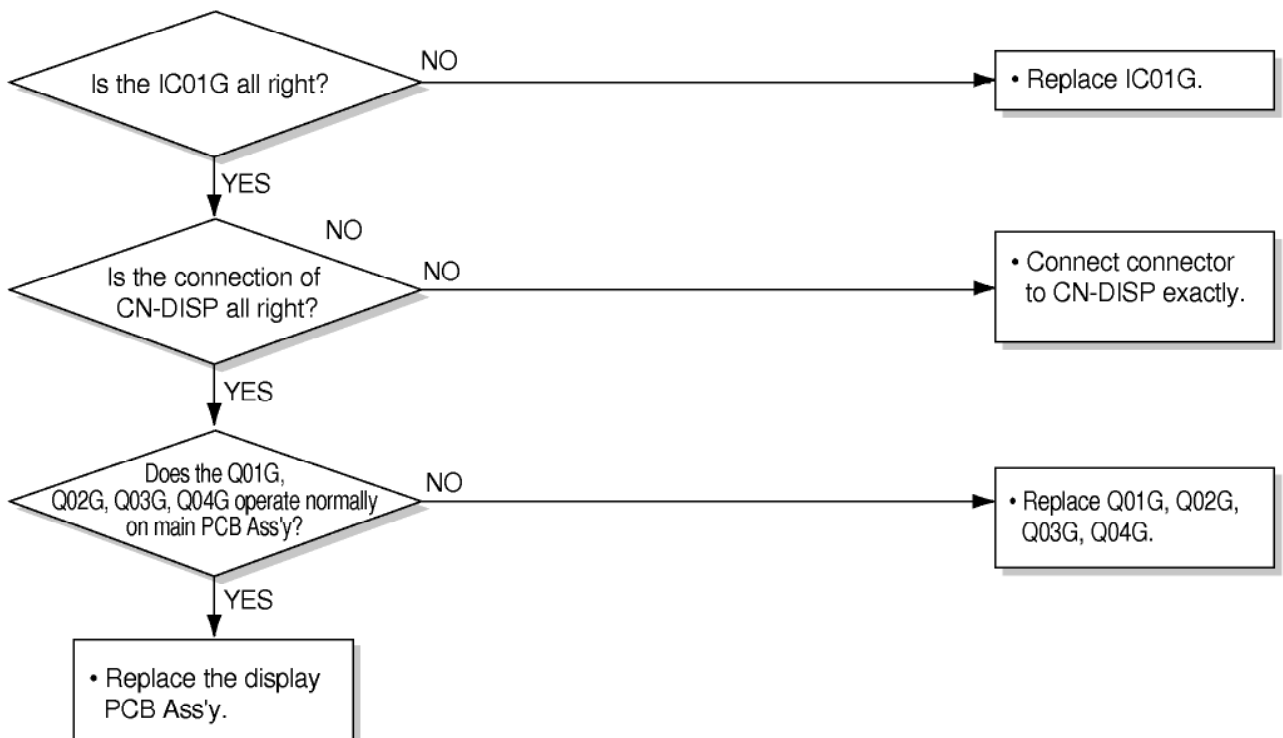 Is the IC01G all right?
NO
• Replace IC01G.
YES
NO
Is the connection of
CN-DISP all right?
NO
• Connect connector
to CN-DISP exactly.
YES
Does the Q01G,
Q02G, Q03G, Q04G operate normally
on main PCB Ass'y?
NO
• Replace Q01G, Q02G,
Q03G, Q04G.
YES
• Replace the display
PCB Ass'y.